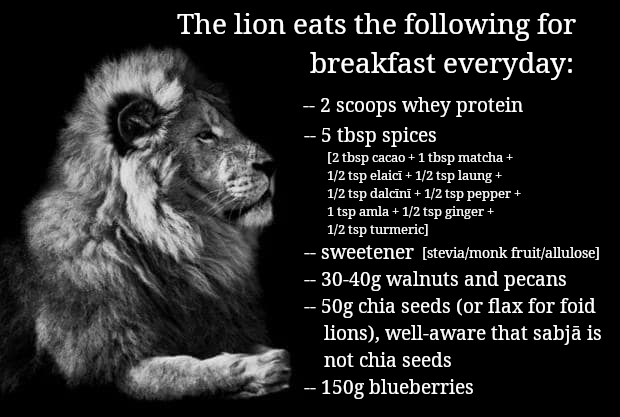 The lion eats the following for
breakfast everyday:
-- 2 scoops whey protein
-- 5 tbsp spices
[2 tbsp cacao + 1 tbsp matcha +
1/2 tsp elaicī + 1/2 tsp laung +
1/2 tsp dalcīnī + 1/2 tsp pepper +
1 tsp amla + 1/2 tsp ginger +
1/2 tsp turmeric]
-- sweetener [stevia/monk fruit/allulose]
-- 30-40g walnuts and pecans
-- 50g chia seeds (or flax for foid
lions), well-aware that sabjā is
not chia seeds
-- 150g blueberries